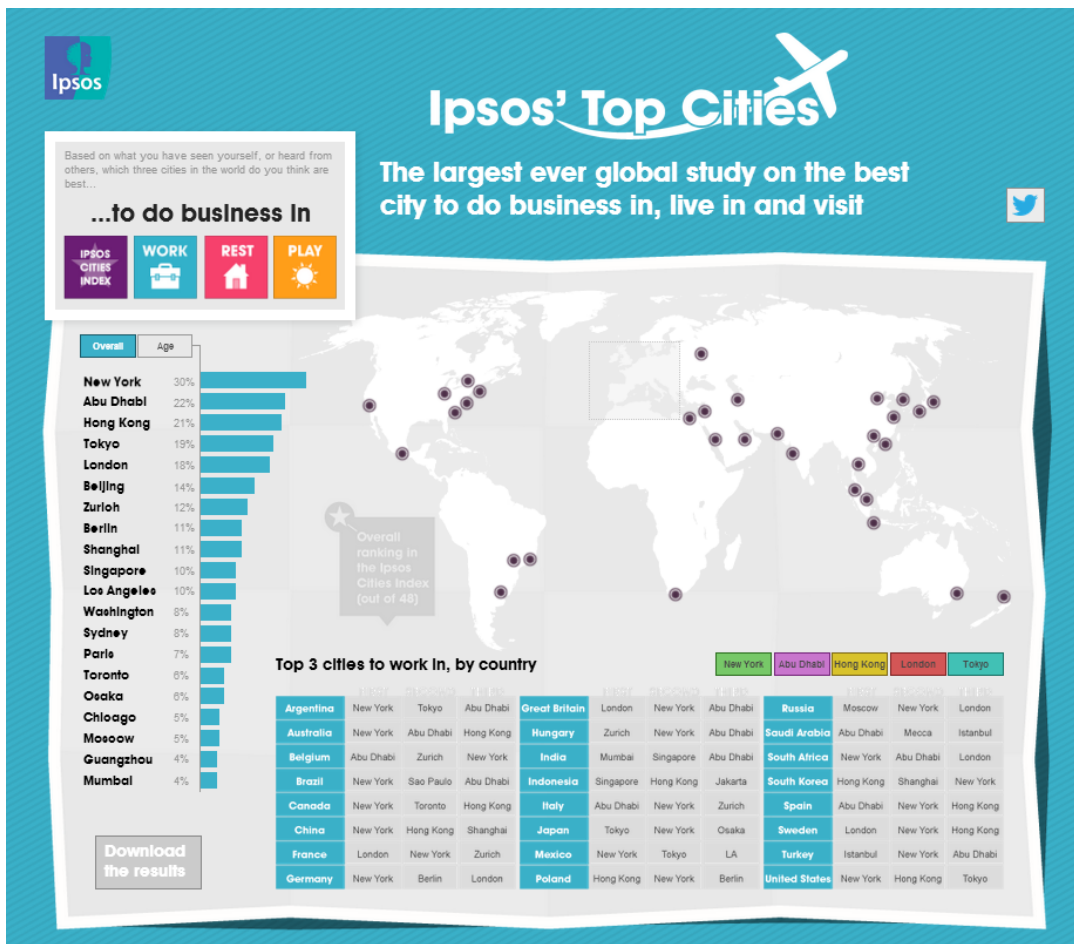 Ipsos
Ipsos' Top Cities
The largest ever global study on the best
city to do business in, live in and visit
Based on what you have seen yourself, or heard from
others, which three cities in the world do you think are
best...
...to do business in
IPSOS
CITIES
INDEX
WORK
REST
PLAY
Overall
Age
New York 30%
Abu Dhabi 22%
Hong Kong 21%
Tokyo 19%
London 18%
Beijing 14%
Zurich 12%
Berlin 11%
Shanghai 11%
Singapore 10%
Los Angeles 10%
Washington 8%
Sydney 8%
Paris 7%
Toronto 6%
Osaka 6%
Chicago 5%
Moscow 5%
Guangzhou 4%
Mumbai 4%
Download
the results
Overall
ranking in
the Ipsos
Cities Index
(out of 48)
Top 3 cities to work in, by country
New York Abu Dhabi Hong Kong London Tokyo
Argentina New York Tokyo Abu Dhabi Great Britain London New York Abu Dhabi Russia Moscow New York London
Australia New York Abu Dhabi Hong Kong Hungary Zurich New York Abu Dhabi Saudi Arabia Abu Dhabi Mecca Istanbul
Belgium Abu Dhabi Zurich New York India Mumbai Singapore Abu Dhabi South Africa New York Abu Dhabi London
Brazil New York Sao Paulo Abu Dhabi Indonesia Singapore Hong Kong Jakarta South Korea Hong Kong Shanghai New York
Canada New York Toronto Hong Kong Italy Abu Dhabi New York Zurich Spain Abu Dhabi New York Hong Kong
China New York Hong Kong Shanghai Japan Tokyo New York Osaka Sweden London New York Hong Kong
France London New York Zurich Mexico New York Tokyo LA Turkey Istanbul New York Abu Dhabi
Germany New York Berlin London Poland Hong Kong New York Berlin United States New York Hong Kong Tokyo